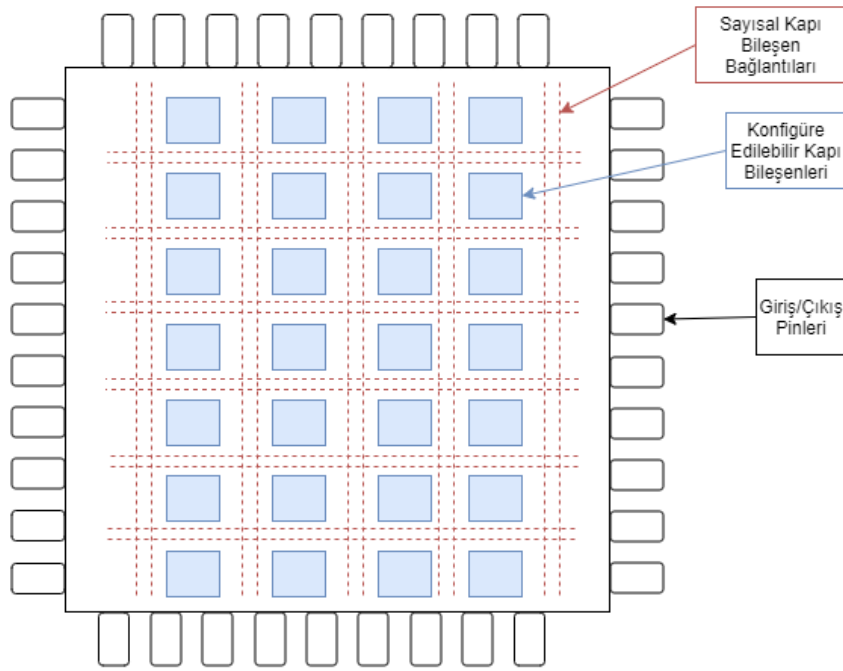 Sayısal Kapı
Bileşen
Bağlantıları
Konfigüre
Edilebilir Kapı
Bileşenleri
Giriş/Çıkış
Pinleri